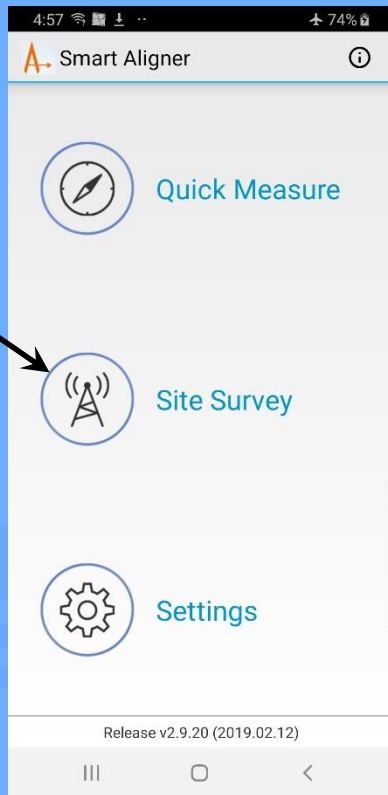 4:57 74%
Smart Aligner
Quick Measure
Site Survey
Settings
Release v2.9.20 (2019.02.12)